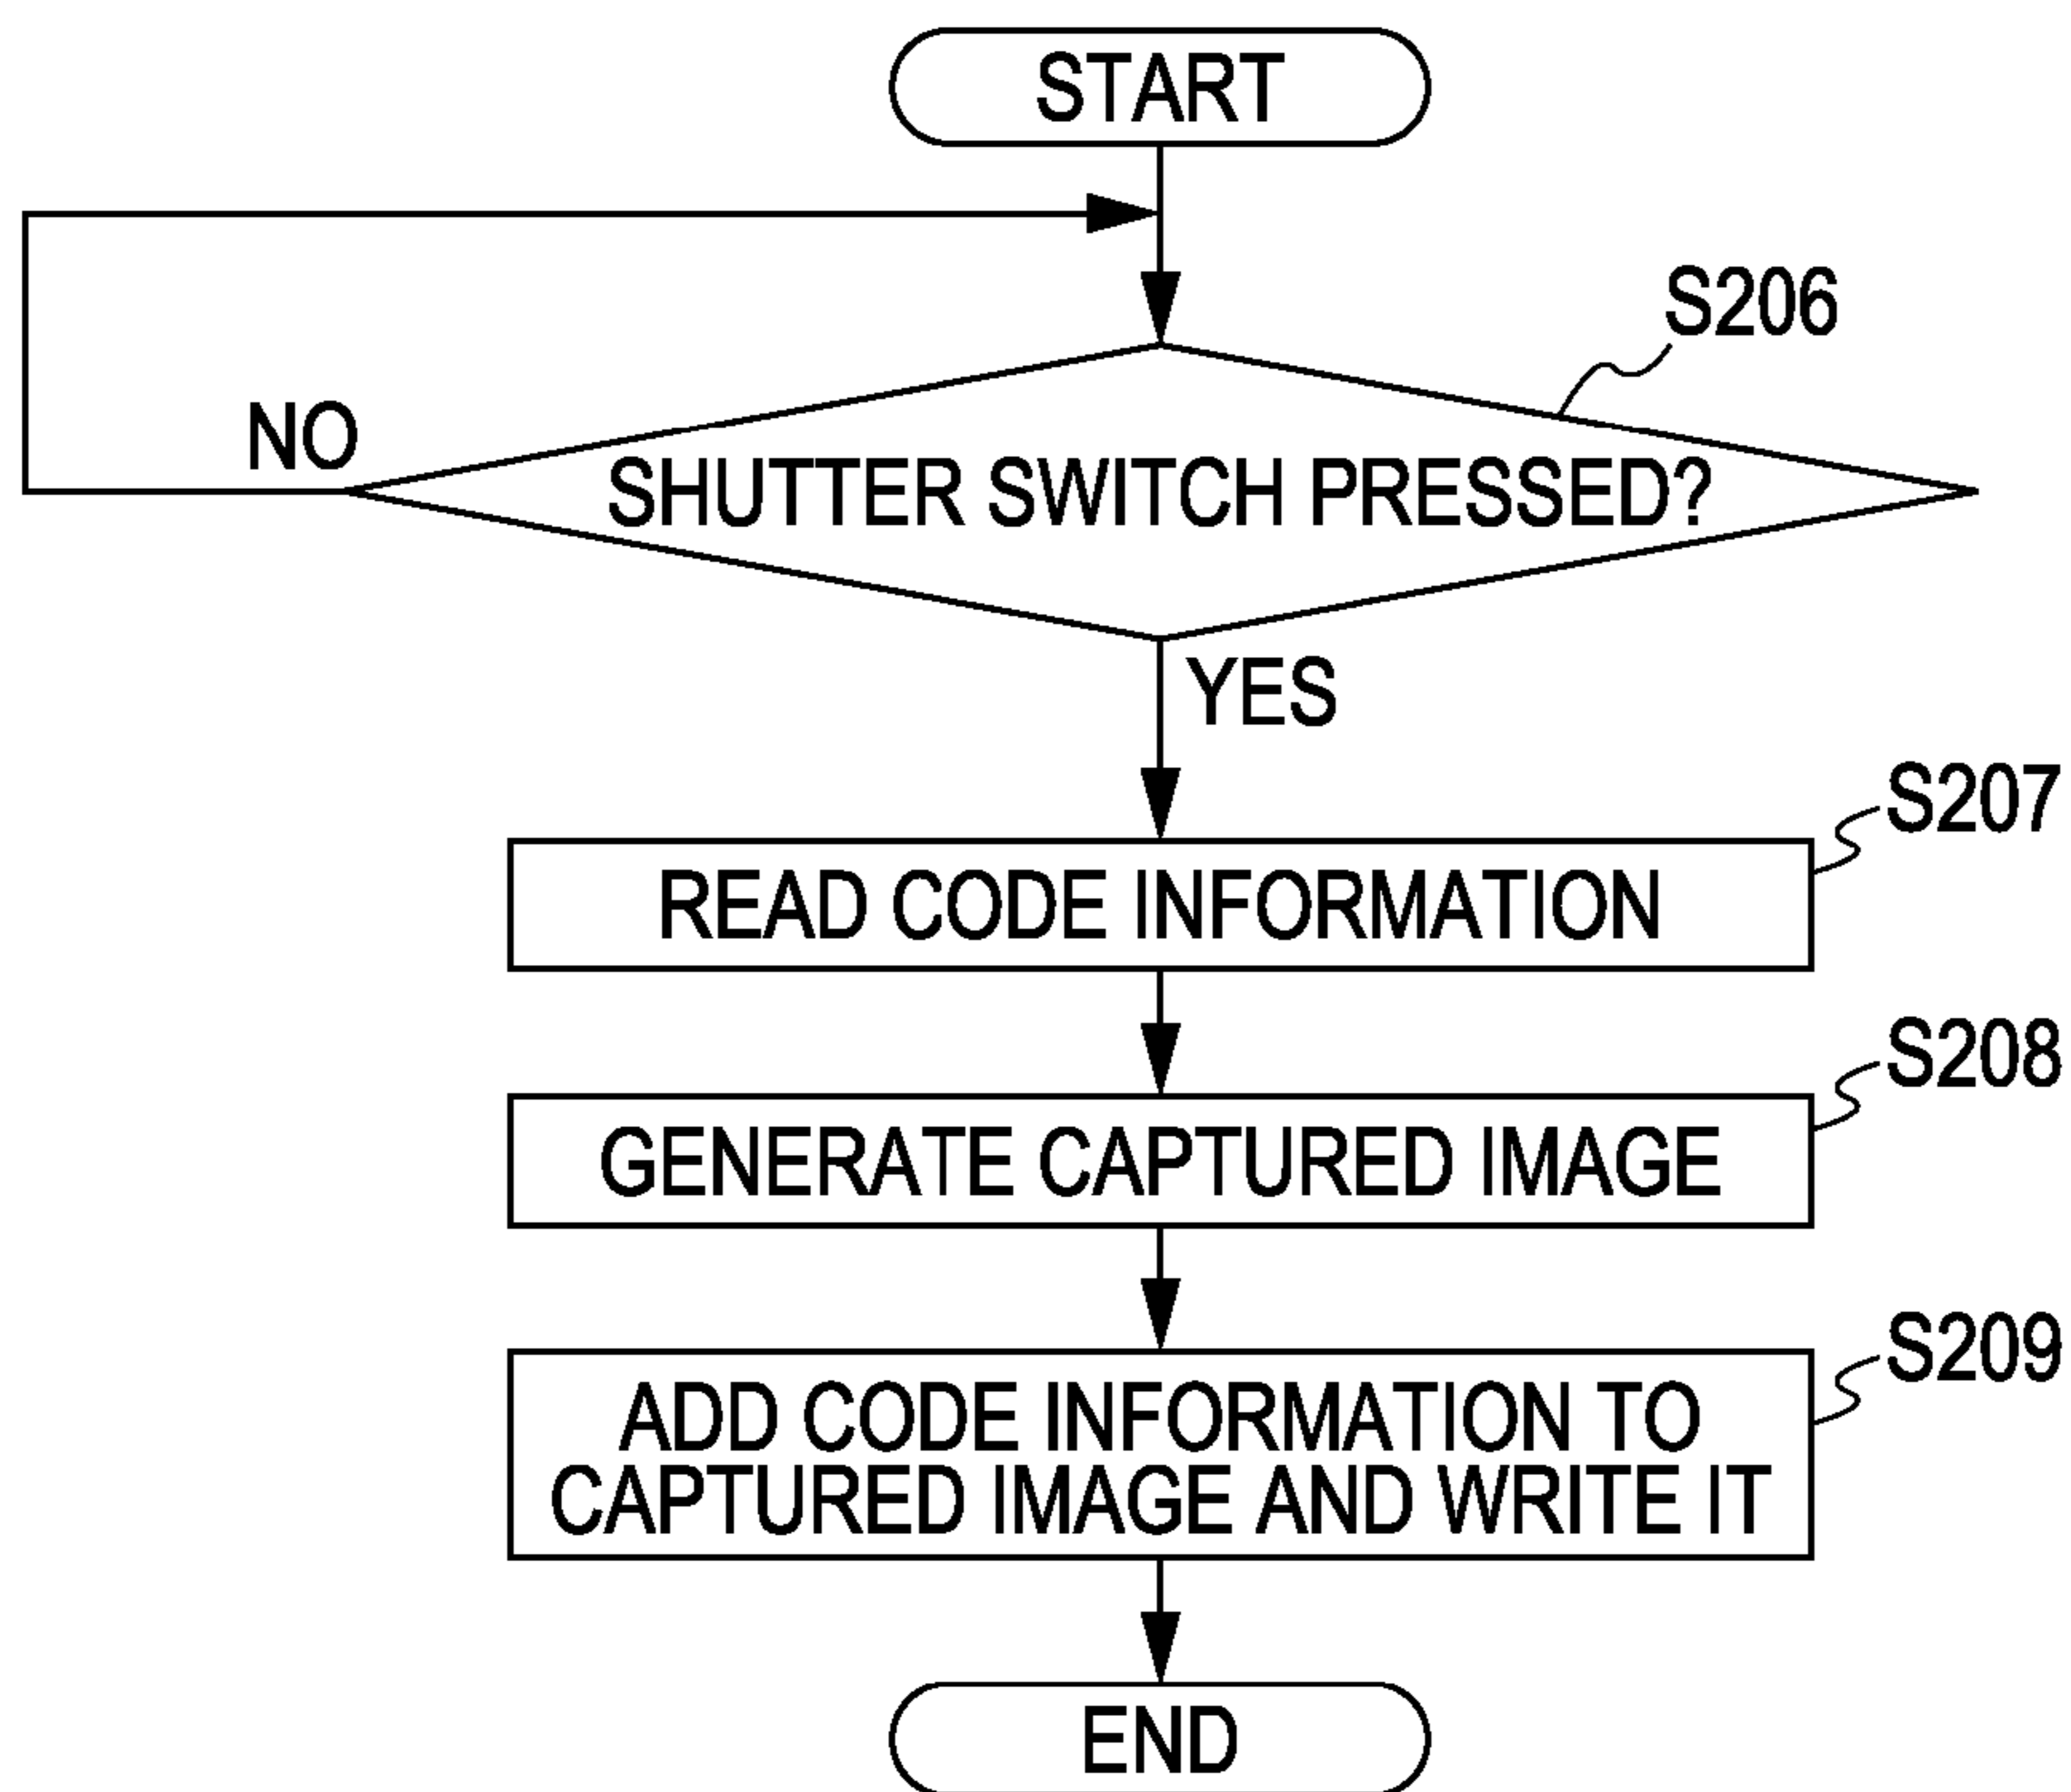 START
S206
NO
SHUTTER SWITCH PRESSED?
YES
S207
READ CODE INFORMATION
S208
GENERATE CAPTURED IMAGE
S209
ADD CODE INFORMATION TO
CAPTURED IMAGE AND WRITE IT
END